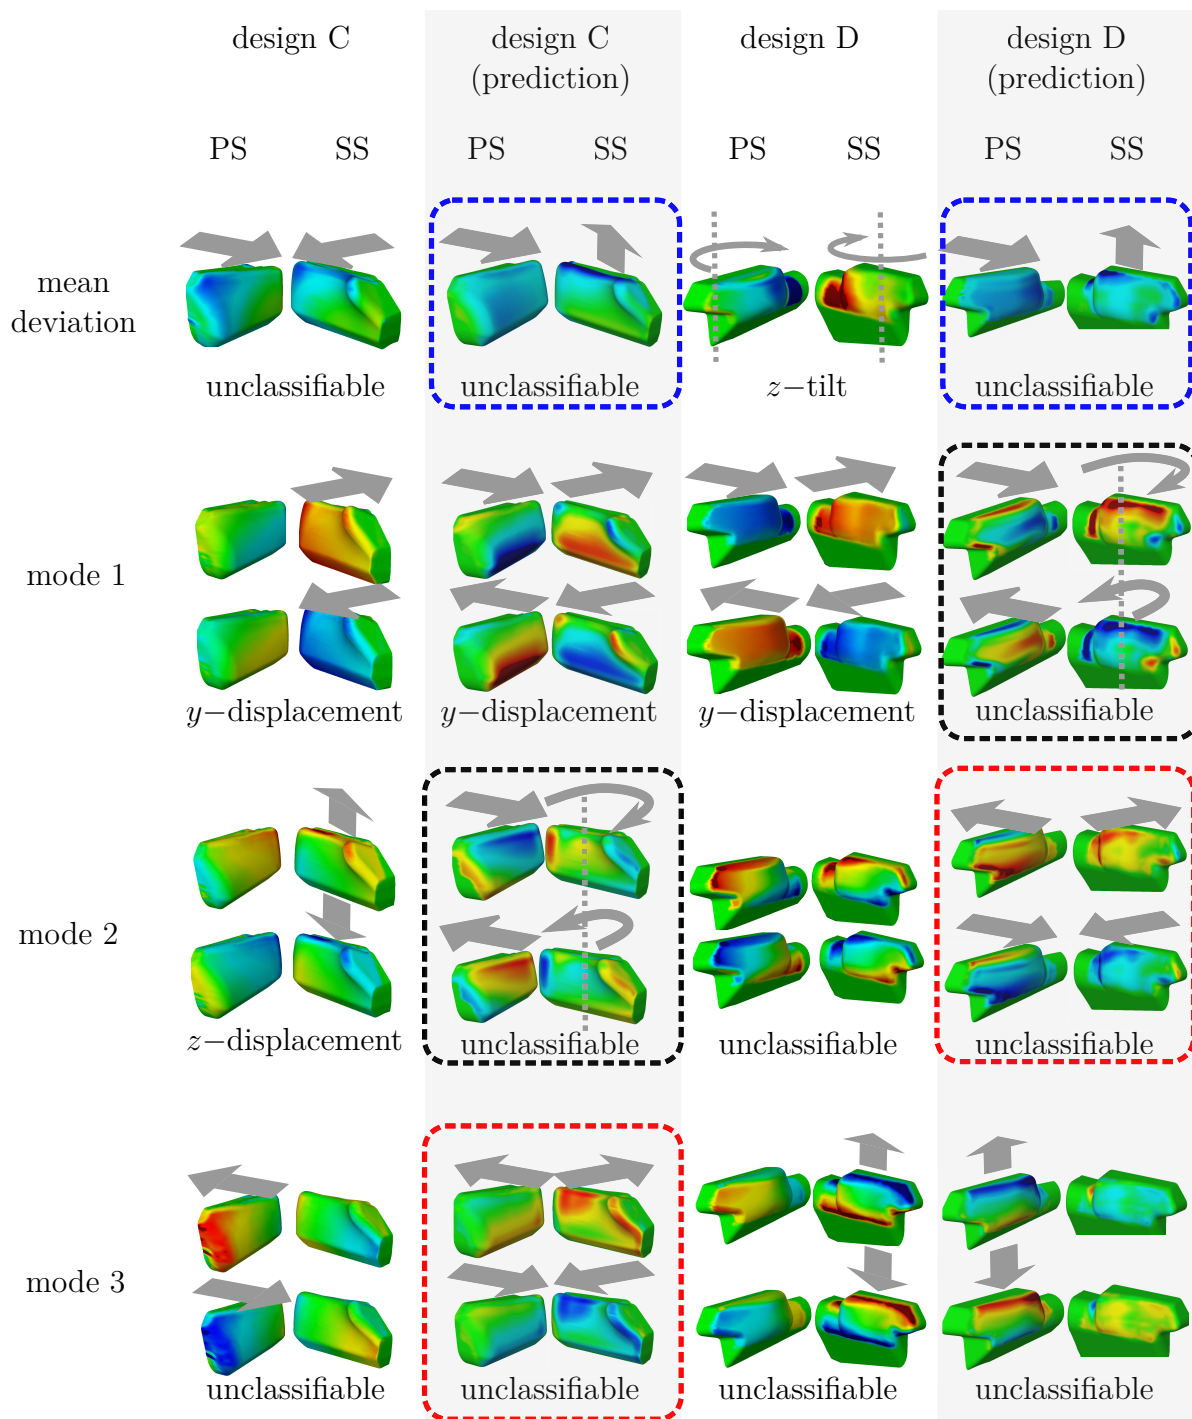 design C design C design D design D
(prediction) (prediction)
PS SS PS SS PS SS PS SS
mean
deviation
unclassifiable unclassifiable z−tilt unclassifiable
mode 1
y−displacement y−displacement y−displacement unclassifiable
mode 2
z−displacement unclassifiable unclassifiable unclassifiable
mode 3
unclassifiable unclassifiable unclassifiable unclassifiable